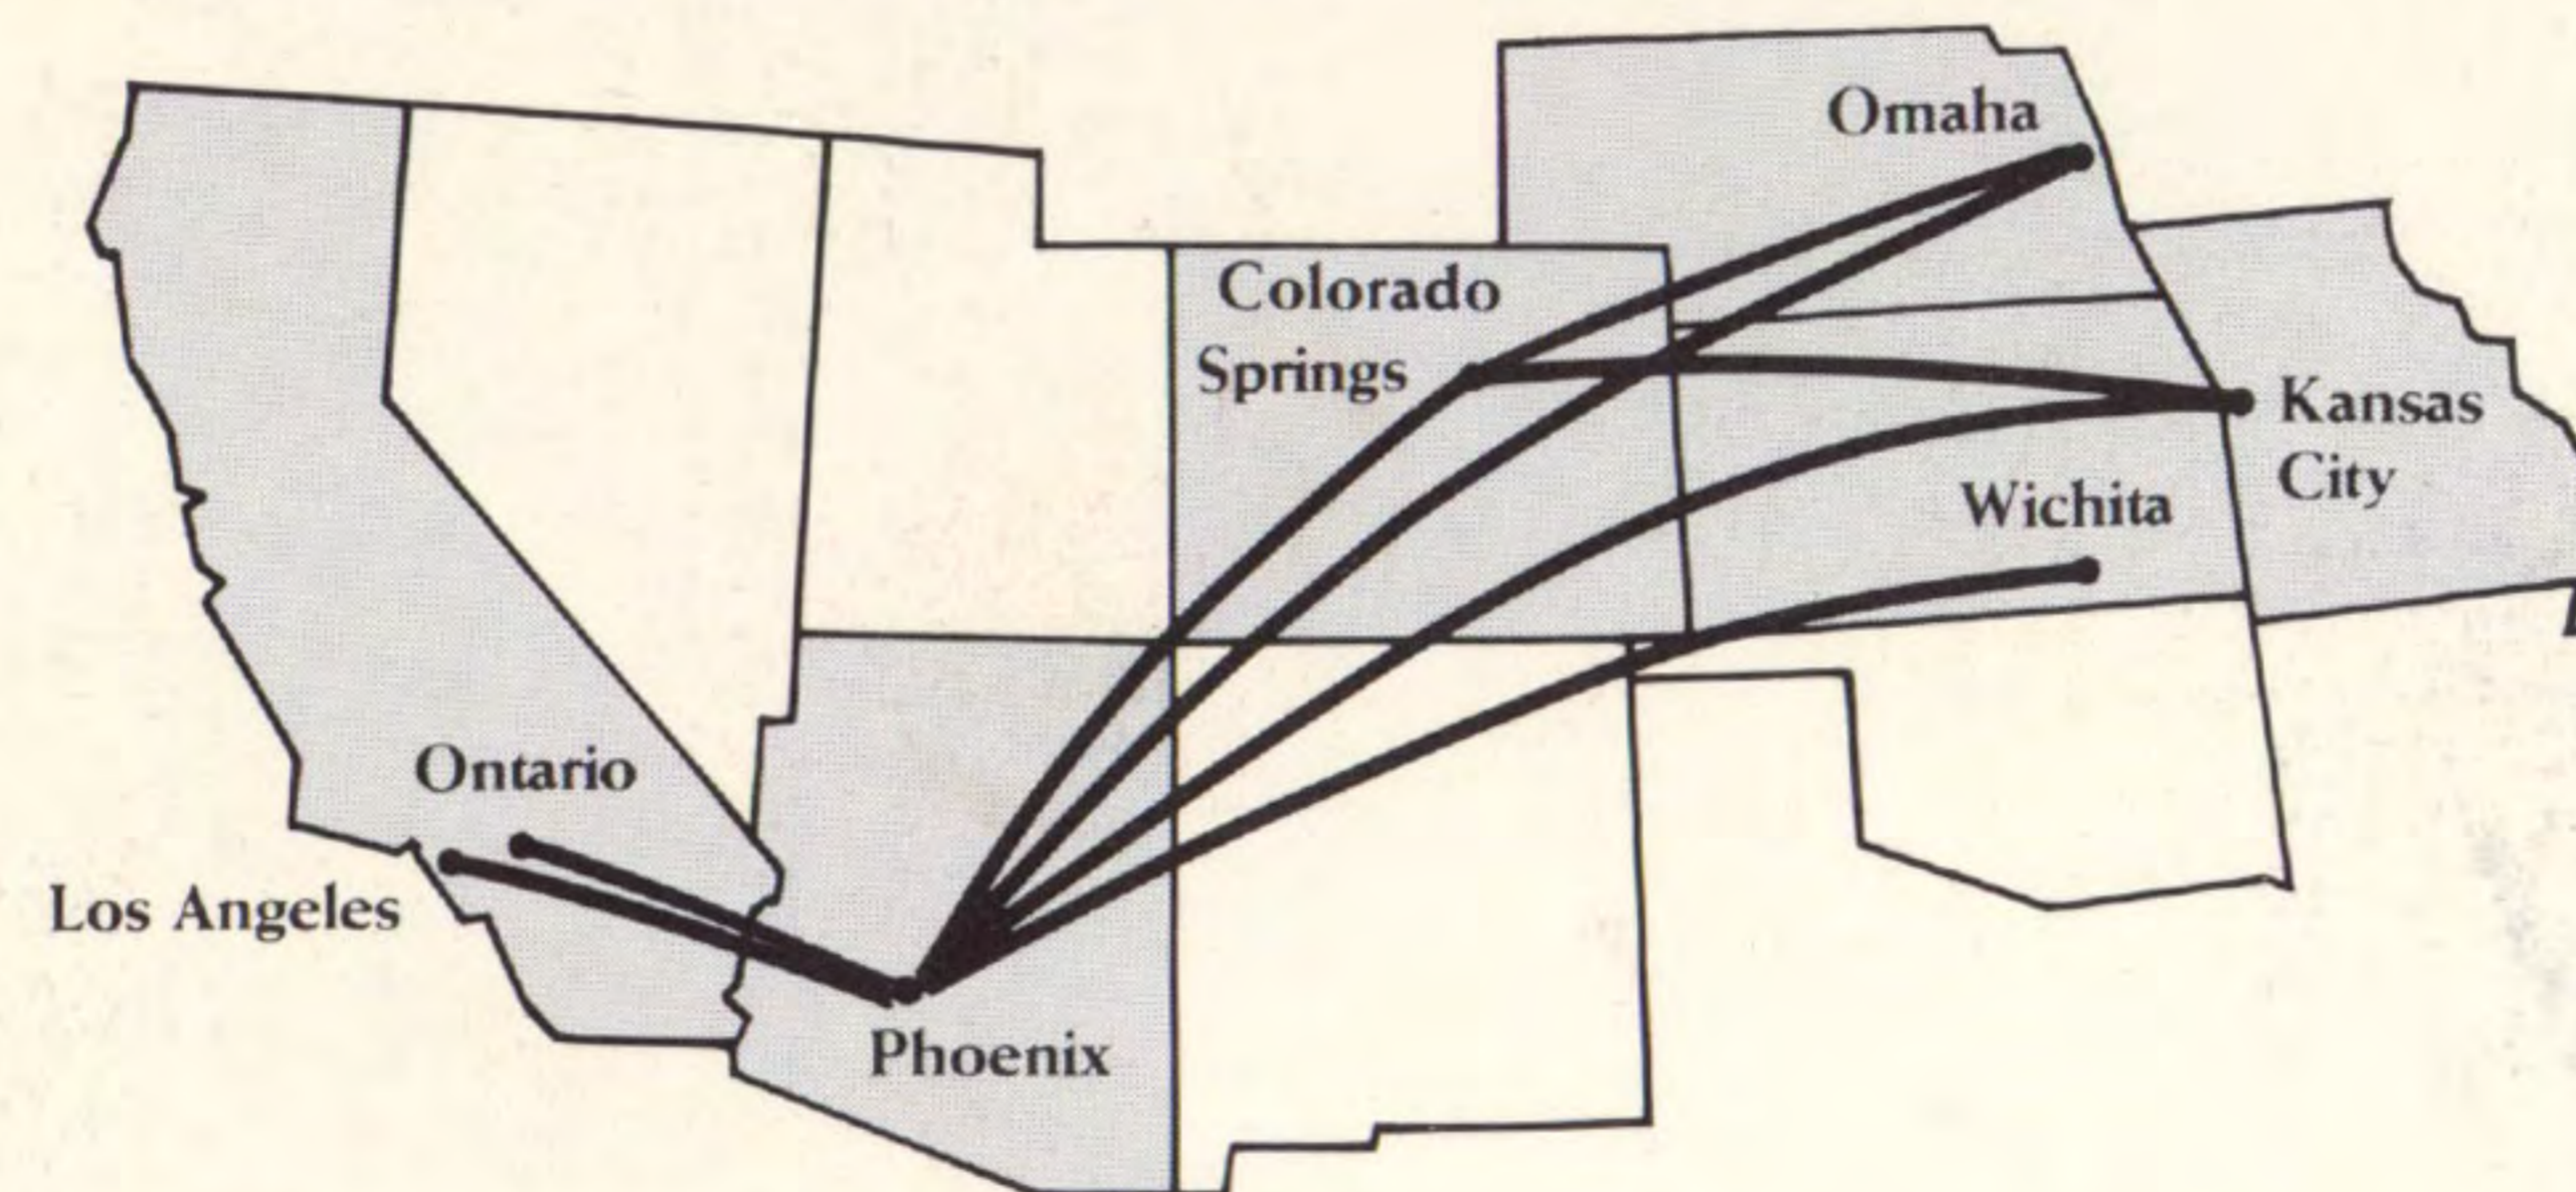 Omaha
Colorado
Springs
Kansas
City
Wichita
Ontario
Los Angeles
Phoenix